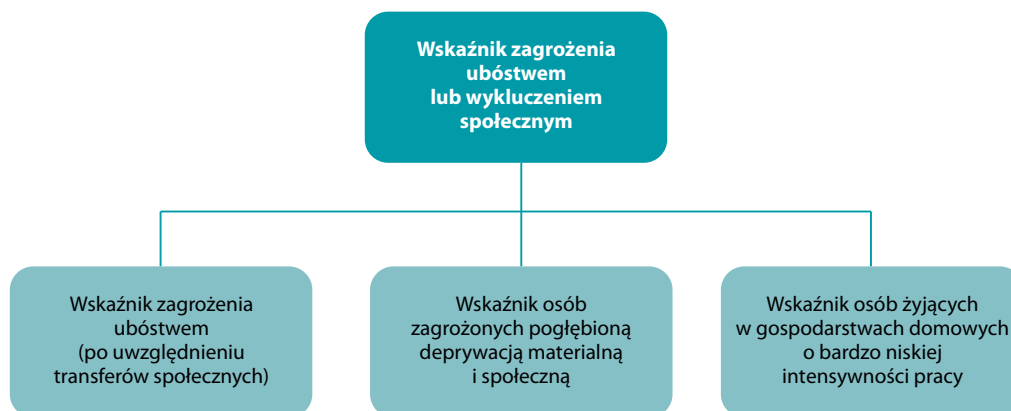 Wskaźnik zagrożenia
ubóstwem
lub wykluczeniem
społecznym
Wskaźnik zagrożenia
ubóstwem
(po uwzględnieniu
transferów społecznych)
Wskaźnik osób
zagrożonych pogłębioną
deprywacją materialną
i społeczną
Wskaźnik osób żyjących
w gospodarstwach domowych
o bardzo niskiej
intensywności pracy